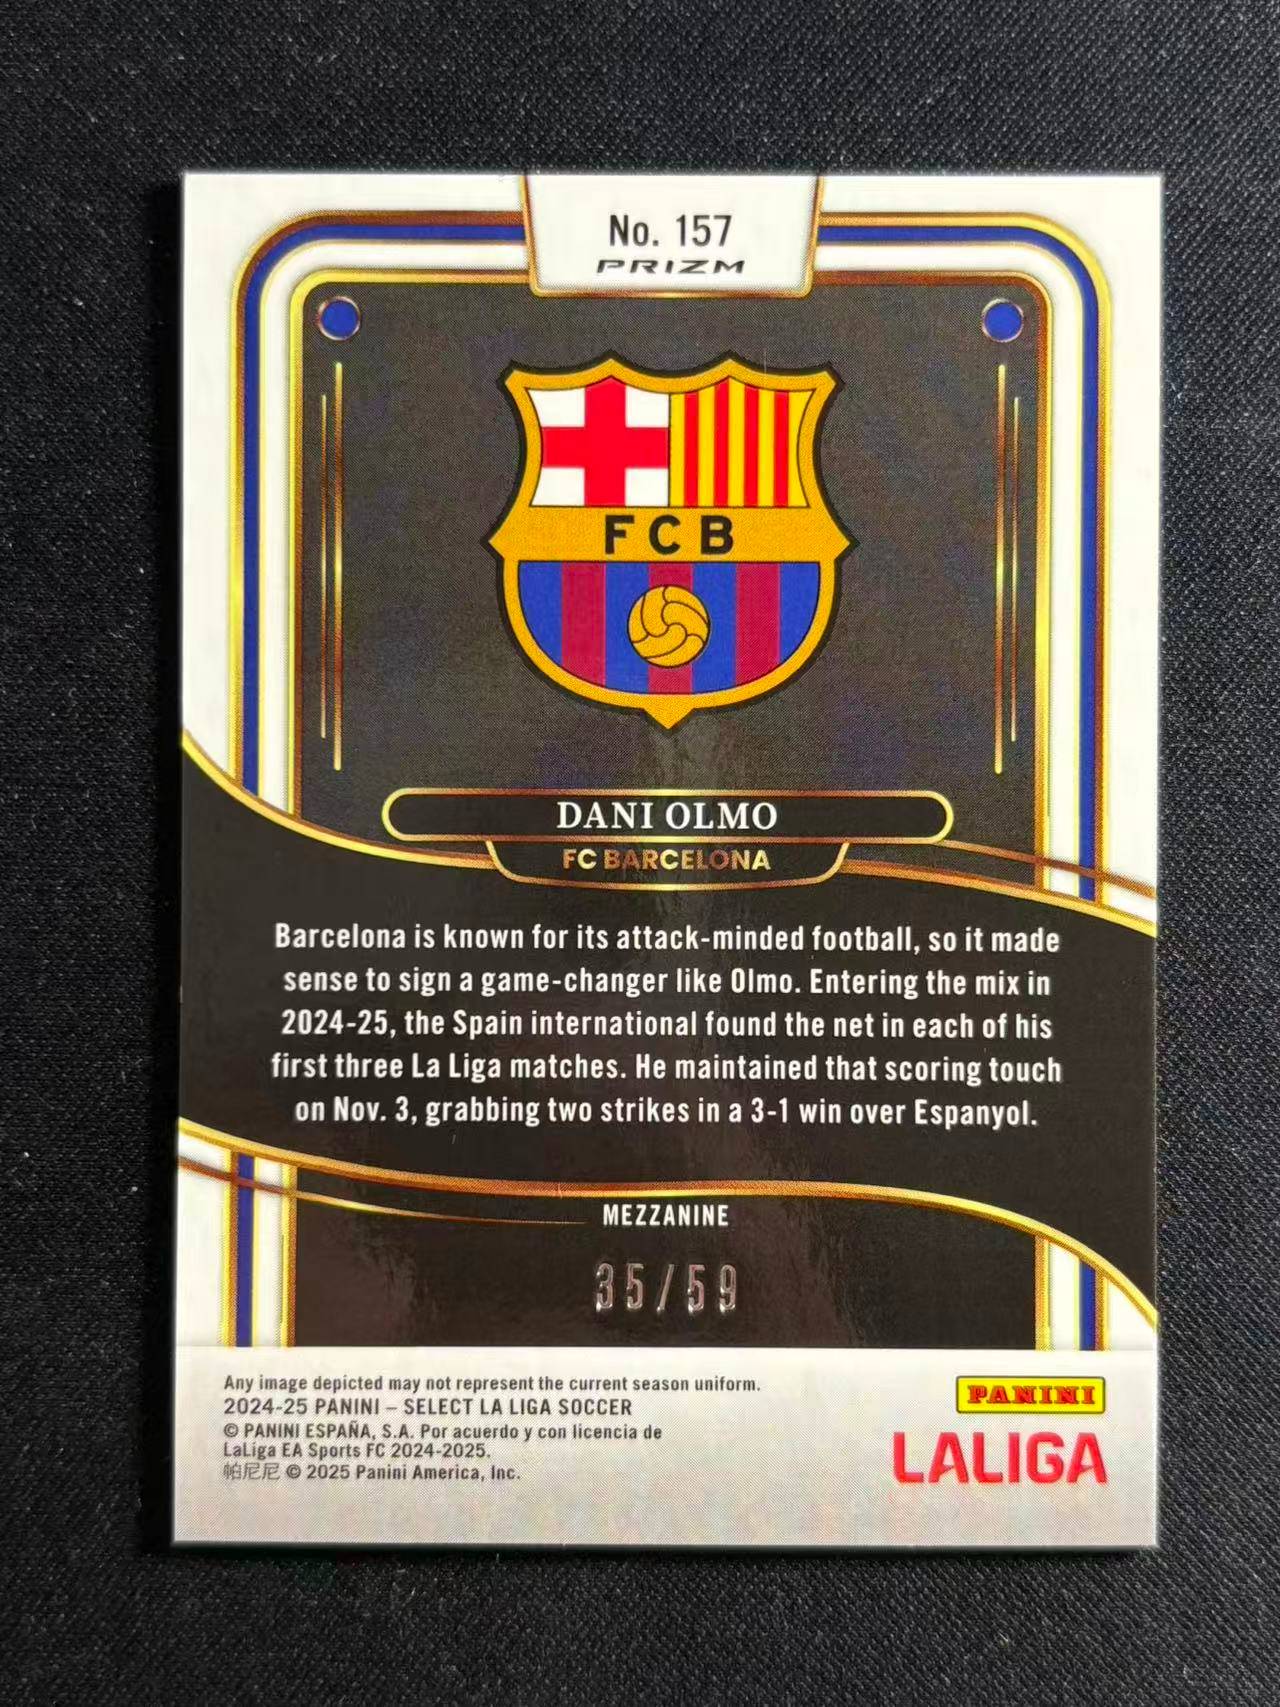 No. 157
PRIZM
FCB
DANI OLMO
FC BARCELONA
Barcelona is known for its attack-minded football, so it made
sense to sign a game-changer like Olmo. Entering the mix in
2024-25, the Spain international found the net in each of his
first three La Liga matches. He maintained that scoring touch
on Nov. 3, grabbing two strikes in a 3-1 win over Espanyol.
MEZZANINE
35/59
Any image depicted may not represent the current season uniform.
2024-25 PANINI – SELECT LA LIGA SOCCER
© PANINI ESPAÑA, S.A. Por acuerdo y con licencia de
LaLiga EA Sports FC 2024-2025.
帕尼尼 © 2025 Panini America, Inc.
PANINI
LALIGA